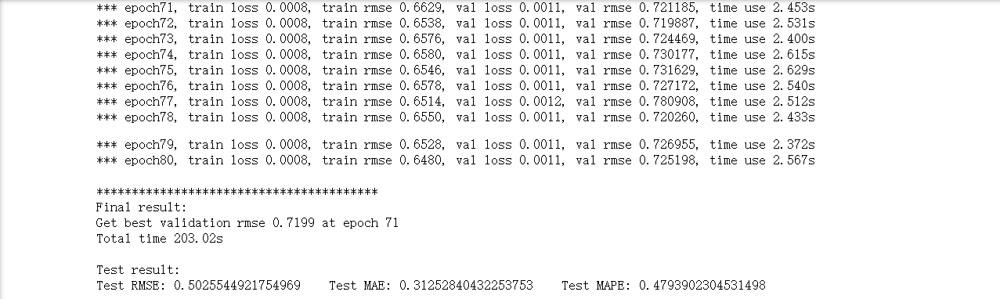 *** epoch71, train loss 0.0008, train rmse 0.6629, val loss 0.0011, val rmse 0.721185, time use 2.453s
*** epoch72, train loss 0.0008, train rmse 0.6538, val loss 0.0011, val rmse 0.719887, time use 2.531s
*** epoch73, train loss 0.0008, train rmse 0.6576, val loss 0.0011, val rmse 0.724469, time use 2.400s
*** epoch74, train loss 0.0008, train rmse 0.6580, val loss 0.0011, val rmse 0.730177, time use 2.615s
*** epoch75, train loss 0.0008, train rmse 0.6546, val loss 0.0011, val rmse 0.731629, time use 2.629s
*** epoch76, train loss 0.0008, train rmse 0.6578, val loss 0.0011, val rmse 0.727172, time use 2.540s
*** epoch77, train loss 0.0008, train rmse 0.6514, val loss 0.0012, val rmse 0.780908, time use 2.512s
*** epoch78, train loss 0.0008, train rmse 0.6550, val loss 0.0011, val rmse 0.720260, time use 2.433s
*** epoch79, train loss 0.0008, train rmse 0.6528, val loss 0.0011, val rmse 0.726955, time use 2.372s
*** epoch80, train loss 0.0008, train rmse 0.6480, val loss 0.0011, val rmse 0.725198, time use 2.567s
****************************************
Final result:
Get best validation rmse 0.7199 at epoch 71
Total time 203.02s
Test result:
Test RMSE: 0.5025544921754969    Test MAE: 0.31252840432253753    Test MAPE: 0.4793902304531498